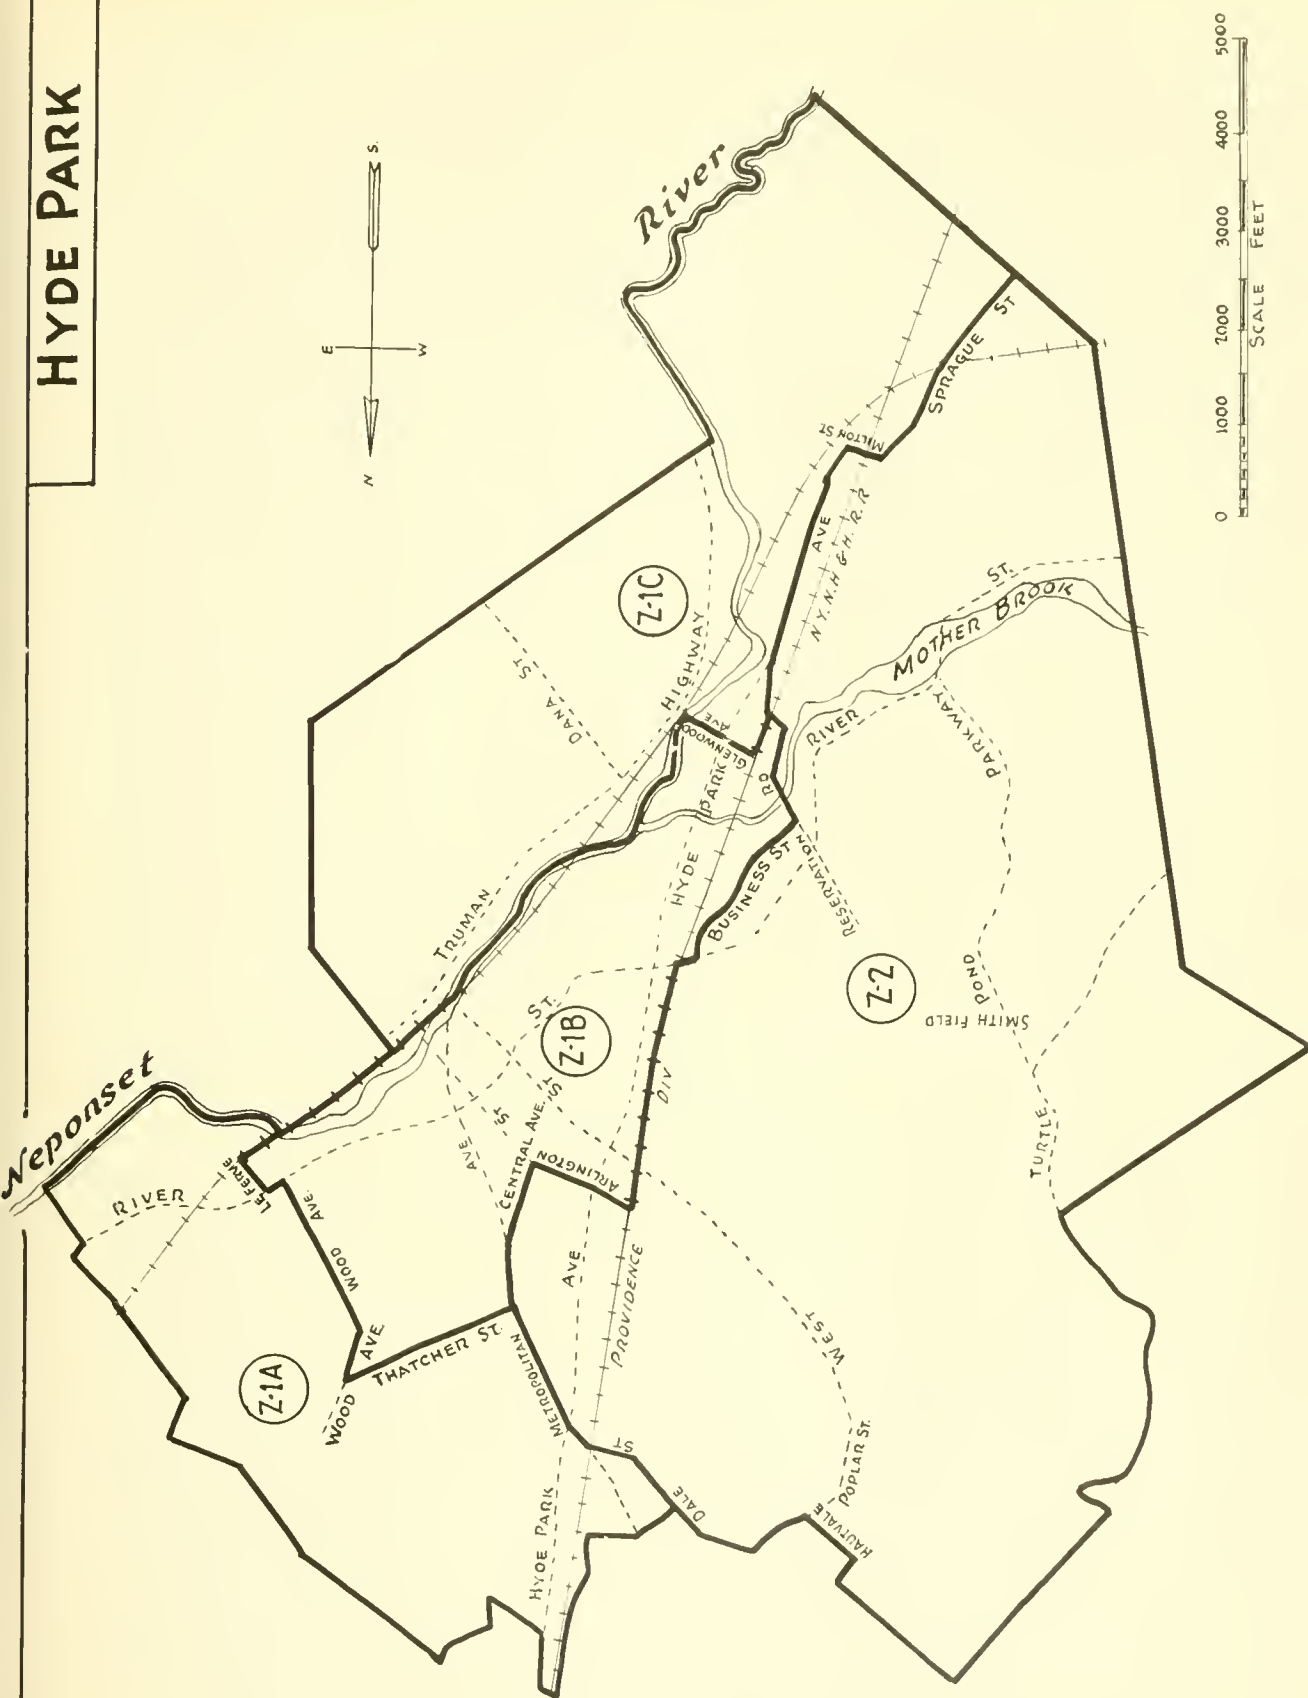 HYDE PARK
N
S.
E
W
Neponset
River
RIVER
LEFERVE
WOOD
AVE.
WOOD
AVE.
THATCHER ST.
Z-1A
TRUMAN
HIGHWAY
DANA ST
Z-1C
GLENWOOD
AVE
HYDE PARK
AVE
N.Y.N.H & H. R.R
MILTON ST
SPRAGUE ST
MOTHER BROOK
RIVER
ST.
PARKWAY
RD
RESERVATION
BUSINESS ST.
ST.
Z-1B
CENTRAL AVE.
AVE
ST
ST
ARLINGTON
DIV
PROVIDENCE
AVE
METROPOLITAN
HYDE PARK
ST
DALE
HAUTVALE
POPLAR ST.
WEST
Z-2
SMITH FIELD
POND
TURTLE
0 1000 2000 3000 4000 5000
SCALE FEET